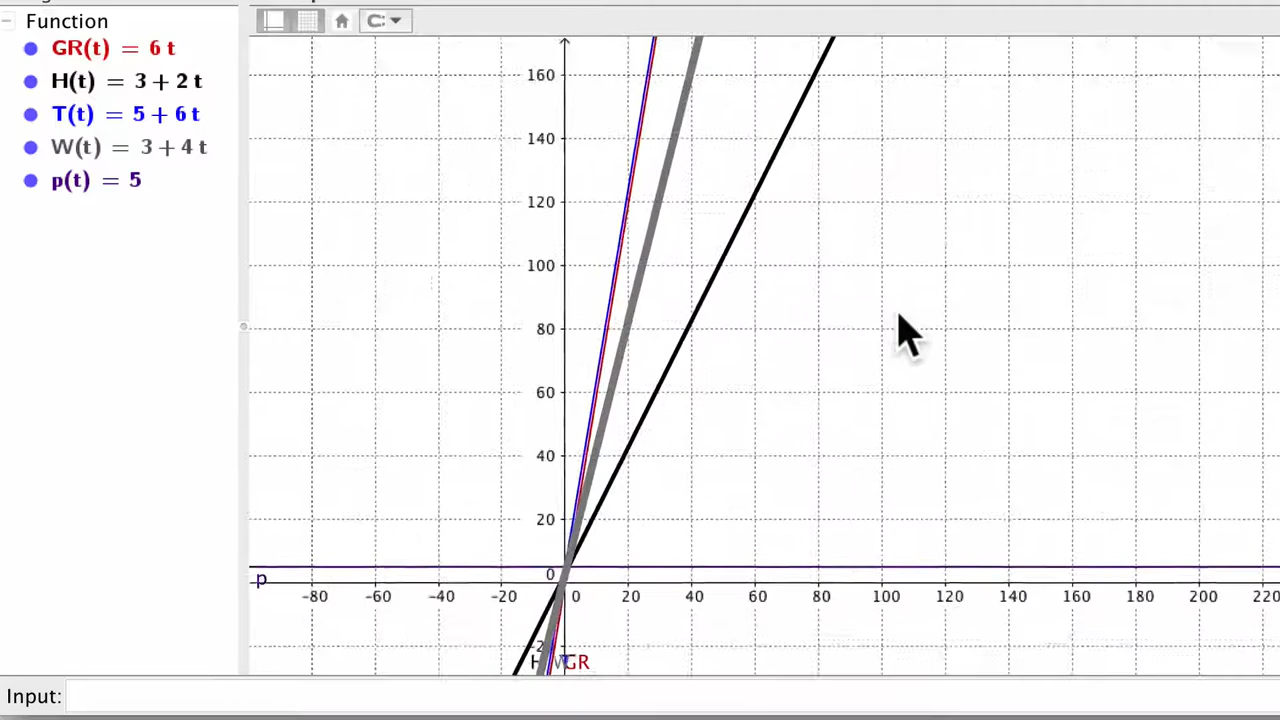 Function
GR(t) = 6 t
H(t) = 3 + 2 t
T(t) = 5 + 6 t
W(t) = 3 + 4 t
p(t) = 5
160
140
120
100
80
60
40
20
0
p
-80 -60 -40 -20 0 20 40 60 80 100 120 140 160 180 200 220
H W GR
Input: